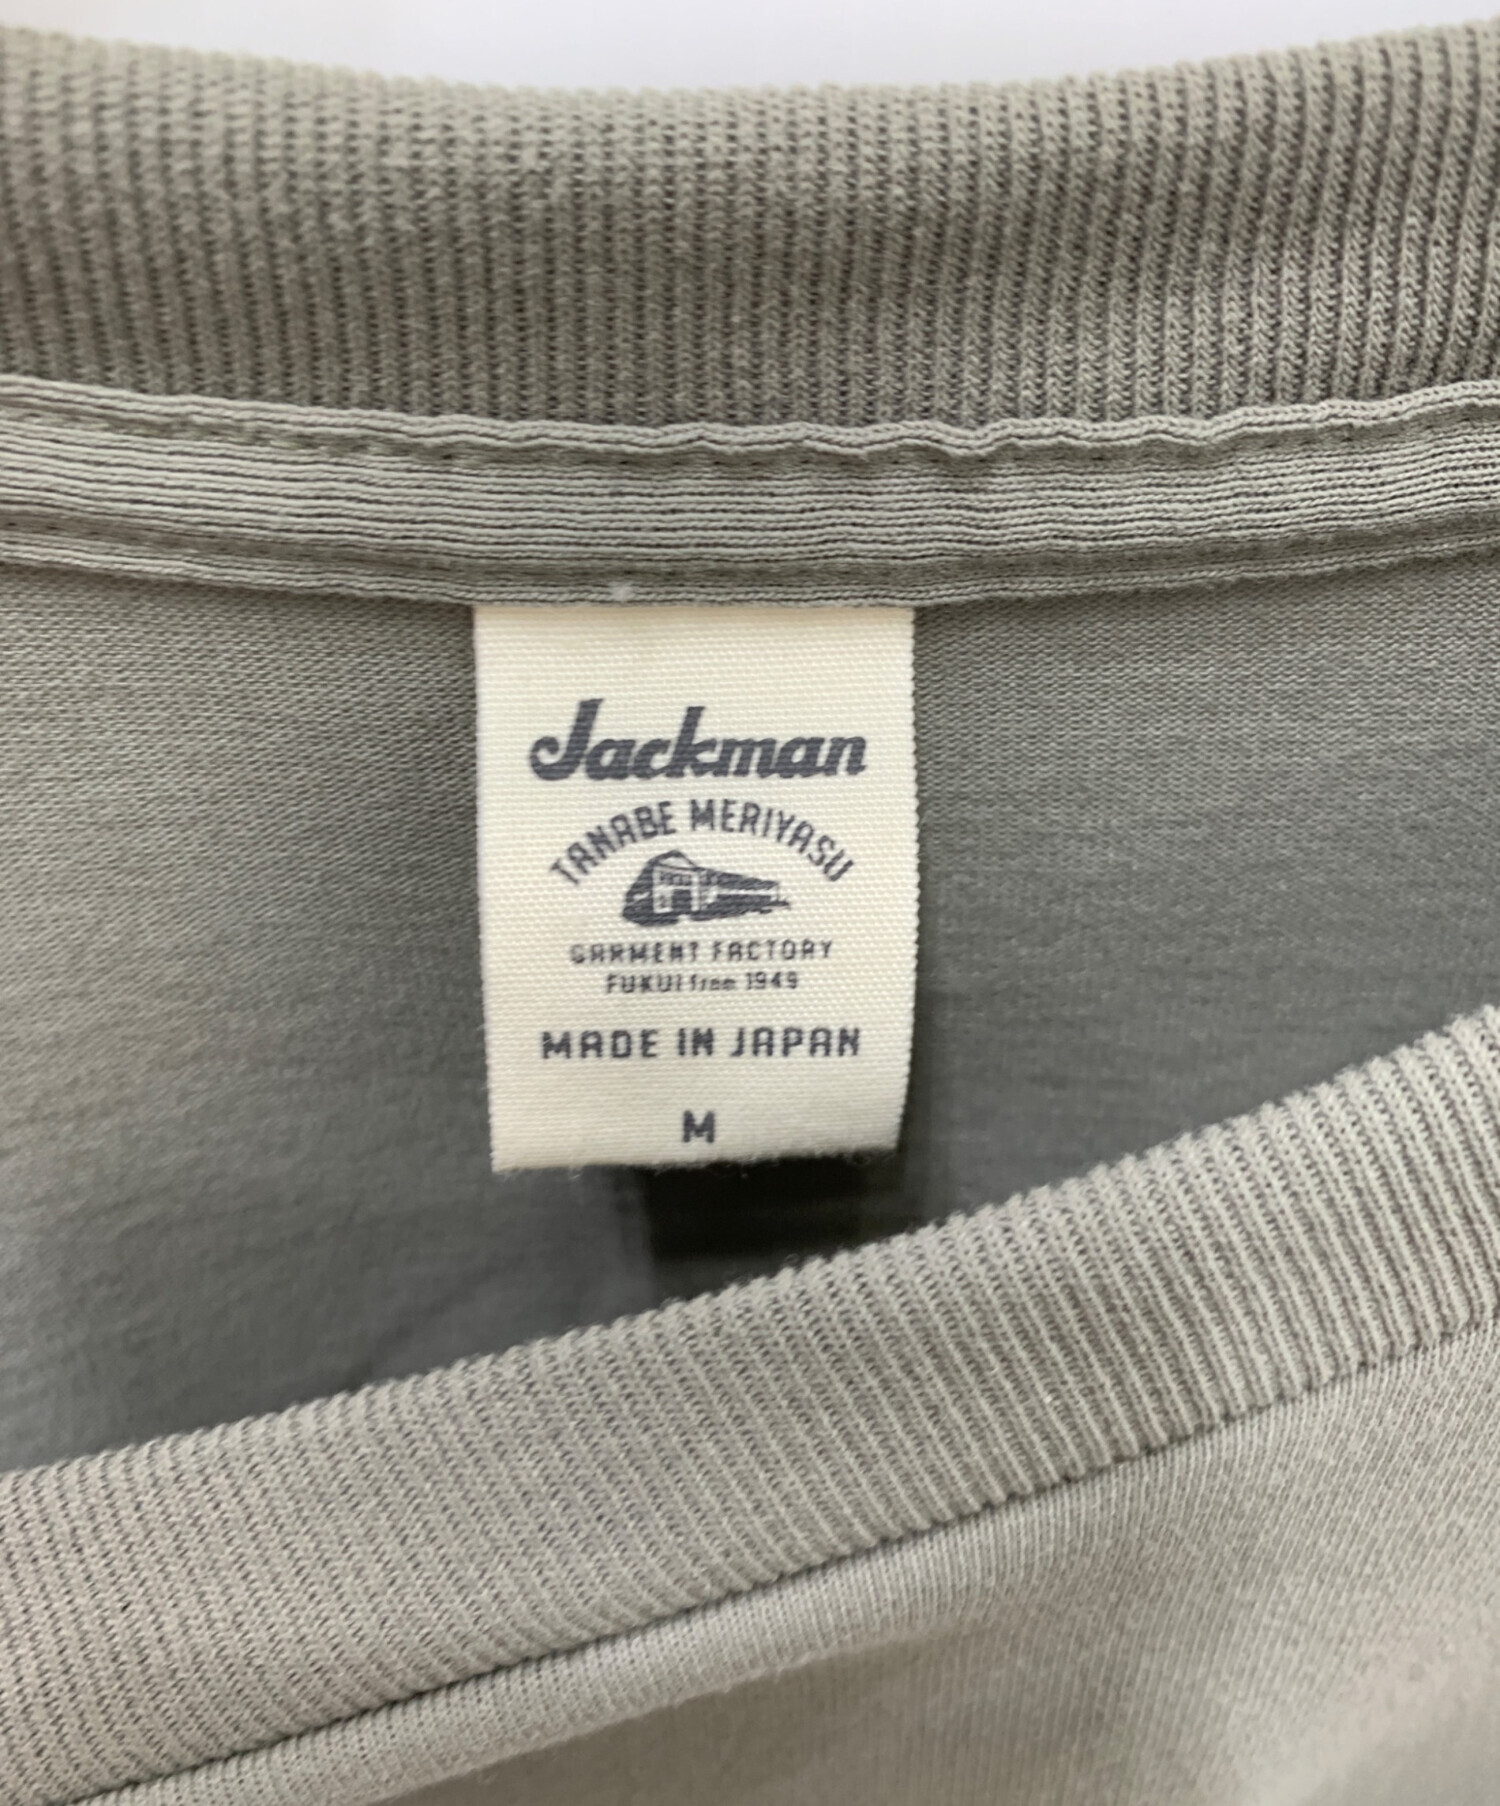 Jackman
TANABE MERIYASU
GARMENT FACTORY
FUKUI from 1949
MADE IN JAPAN
M